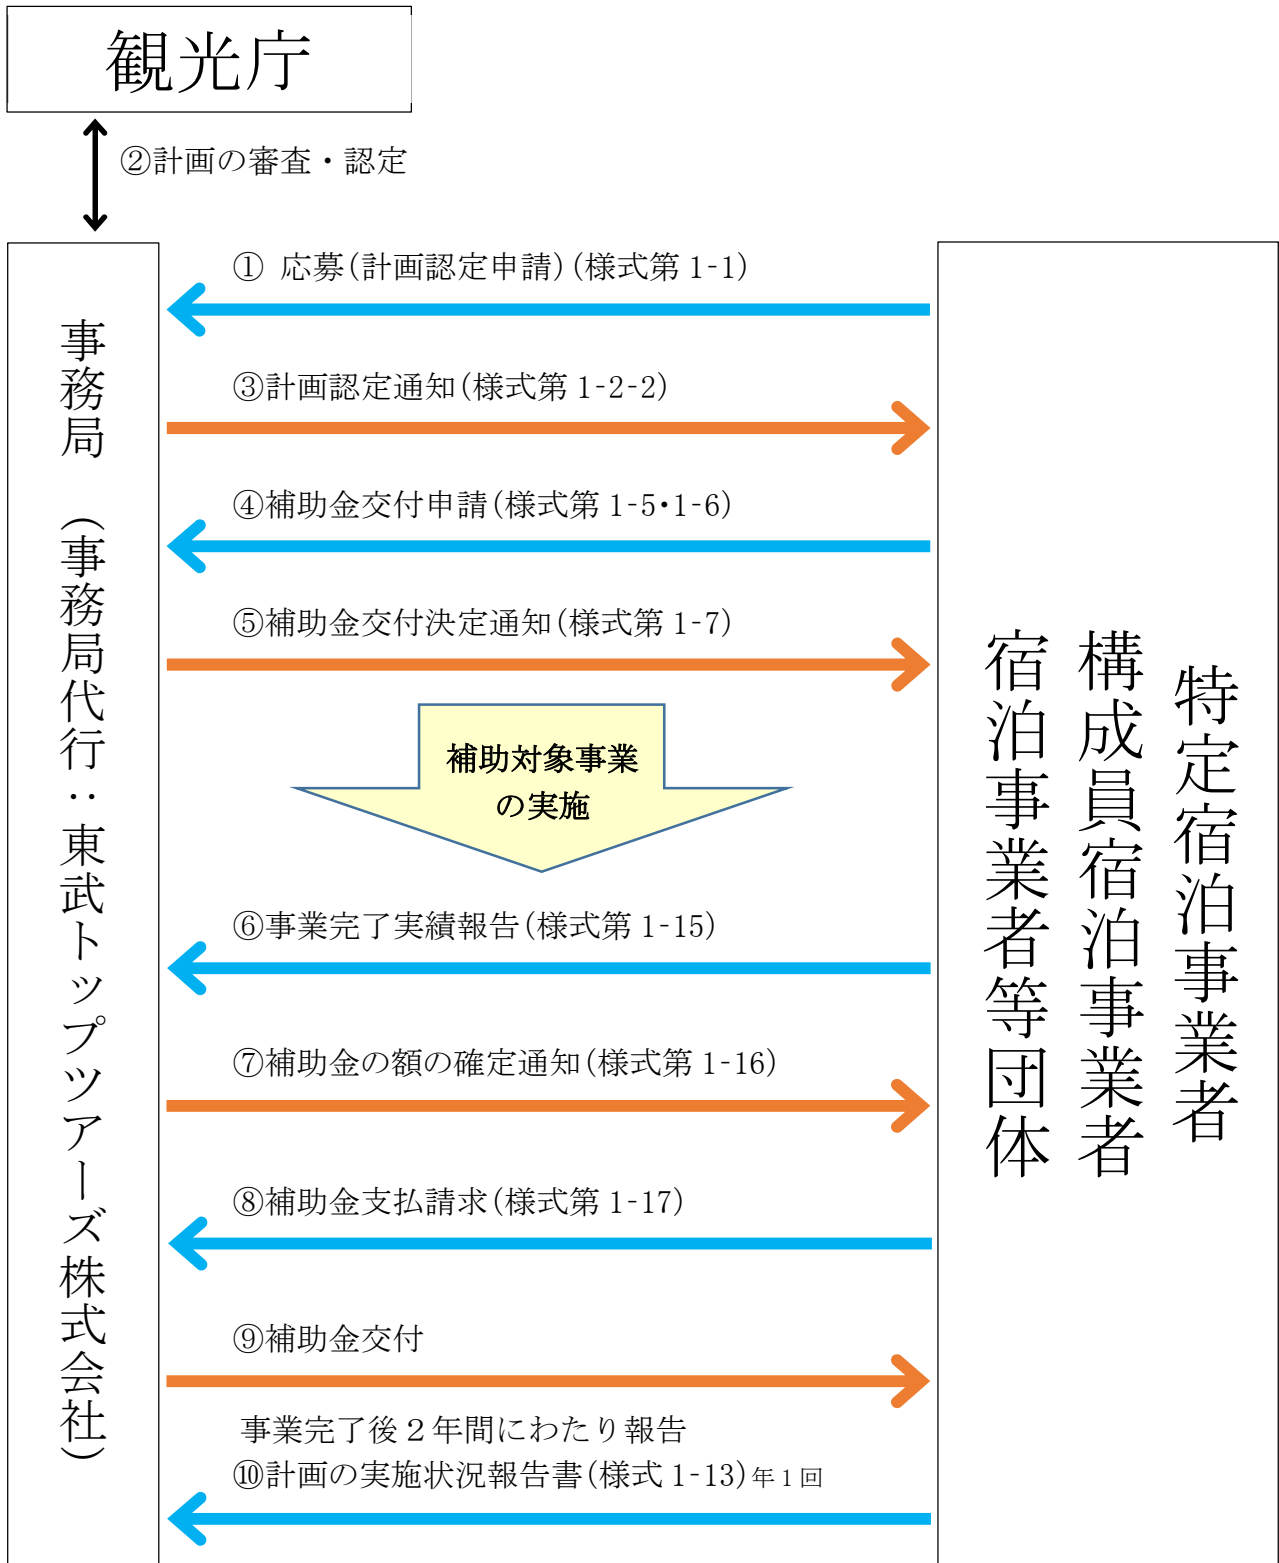 観光庁
②計画の審査・認定
事務局　（事務局代行：東武トップツアーズ株式会社）
① 応募(計画認定申請)(様式第 1-1)
③計画認定通知(様式第 1-2-2)
④補助金交付申請(様式第 1-5・1-6)
⑤補助金交付決定通知(様式第 1-7)
補助対象事業
の実施
⑥事業完了実績報告(様式第 1-15)
⑦補助金の額の確定通知(様式第 1-16)
⑧補助金支払請求(様式第 1-17)
⑨補助金交付
事業完了後２年間にわたり報告
⑩計画の実施状況報告書(様式 1-13)年１回
特定宿泊事業者
構成員宿泊事業者
宿泊事業者等団体